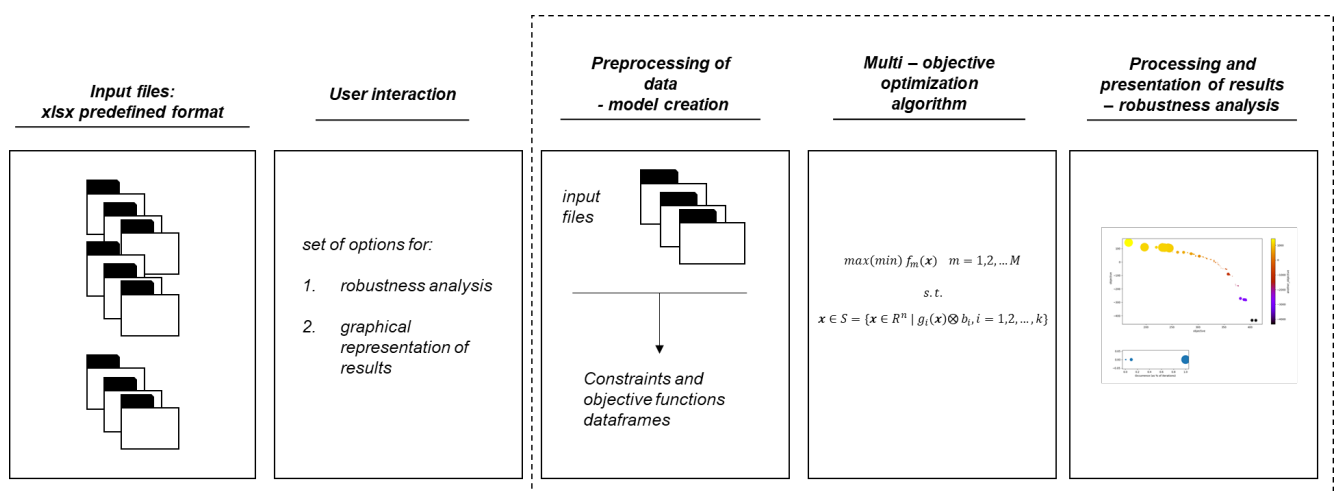 Input files:
xlsx predefined format
User interaction
Preprocessing of
data
- model creation
Multi – objective
optimization
algorithm
Processing and
presentation of results
– robustness analysis
set of options for:
1. robustness analysis
2. graphical
representation of
results
input
files
Constraints and
objective functions
dataframes
max(min) f_m(x) m = 1,2, … M
s.t.
x ∈ S = {x ∈ R^n | g_i(x)⊗ b_i, i = 1,2, … , k}